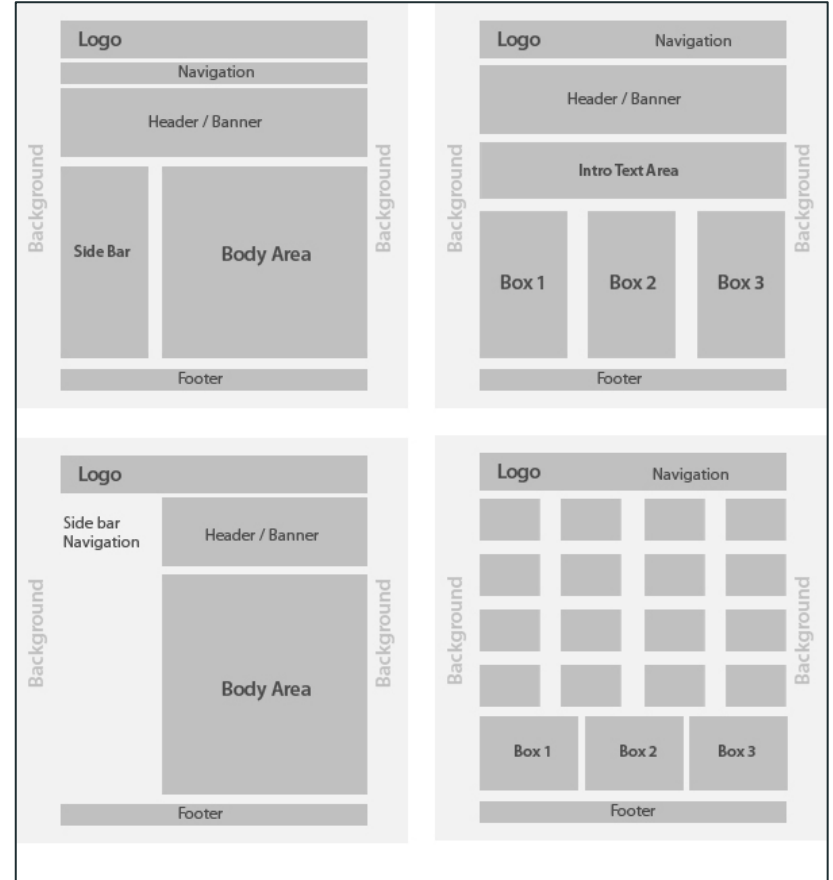 Logo
Navigation
Header / Banner
Background
Background
Side Bar
Body Area
Footer
Logo
Navigation
Header / Banner
Background
Background
Intro Text Area
Box 1
Box 2
Box 3
Footer
Logo
Side bar
Navigation
Header / Banner
Background
Background
Body Area
Footer
Logo
Navigation
Background
Background
Box 1
Box 2
Box 3
Footer